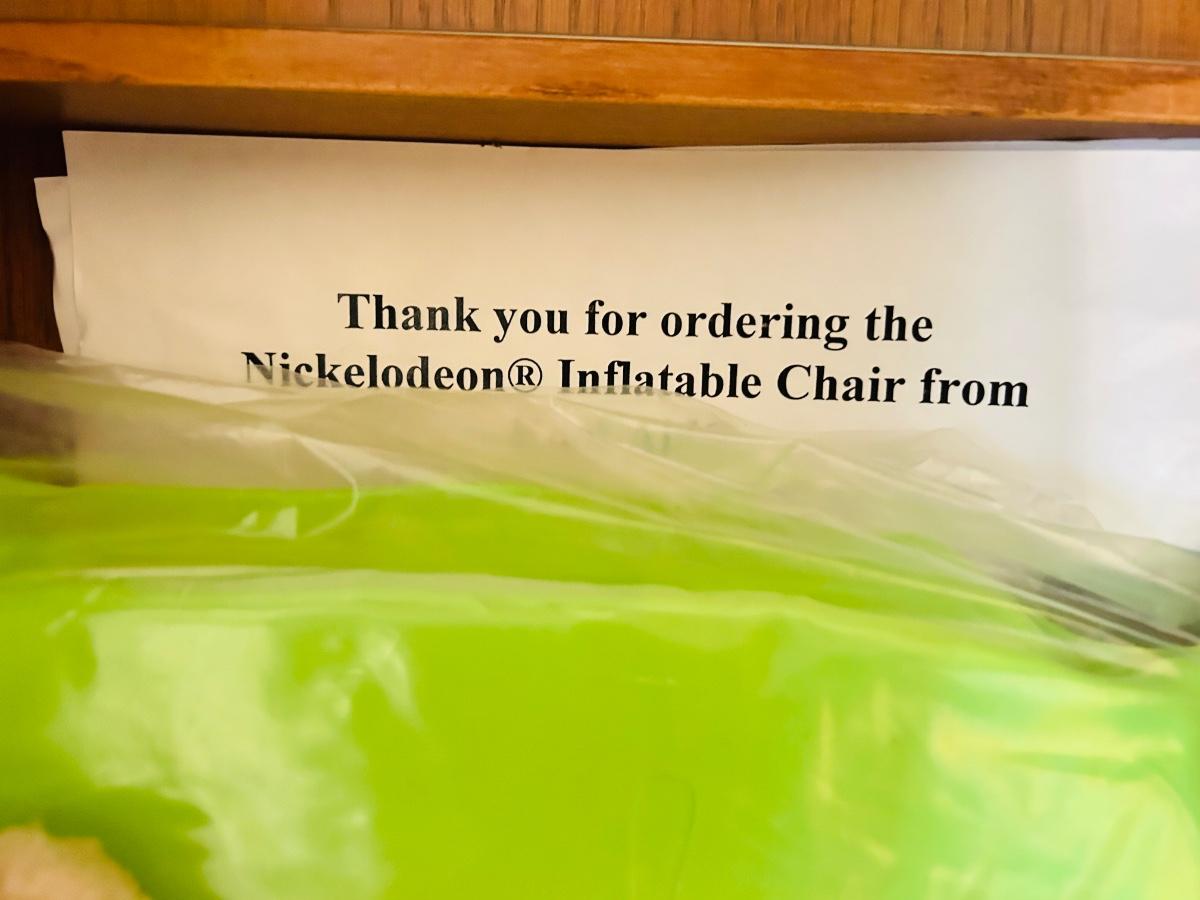 Thank you for ordering the
Nickelodeon® Inflatable Chair from